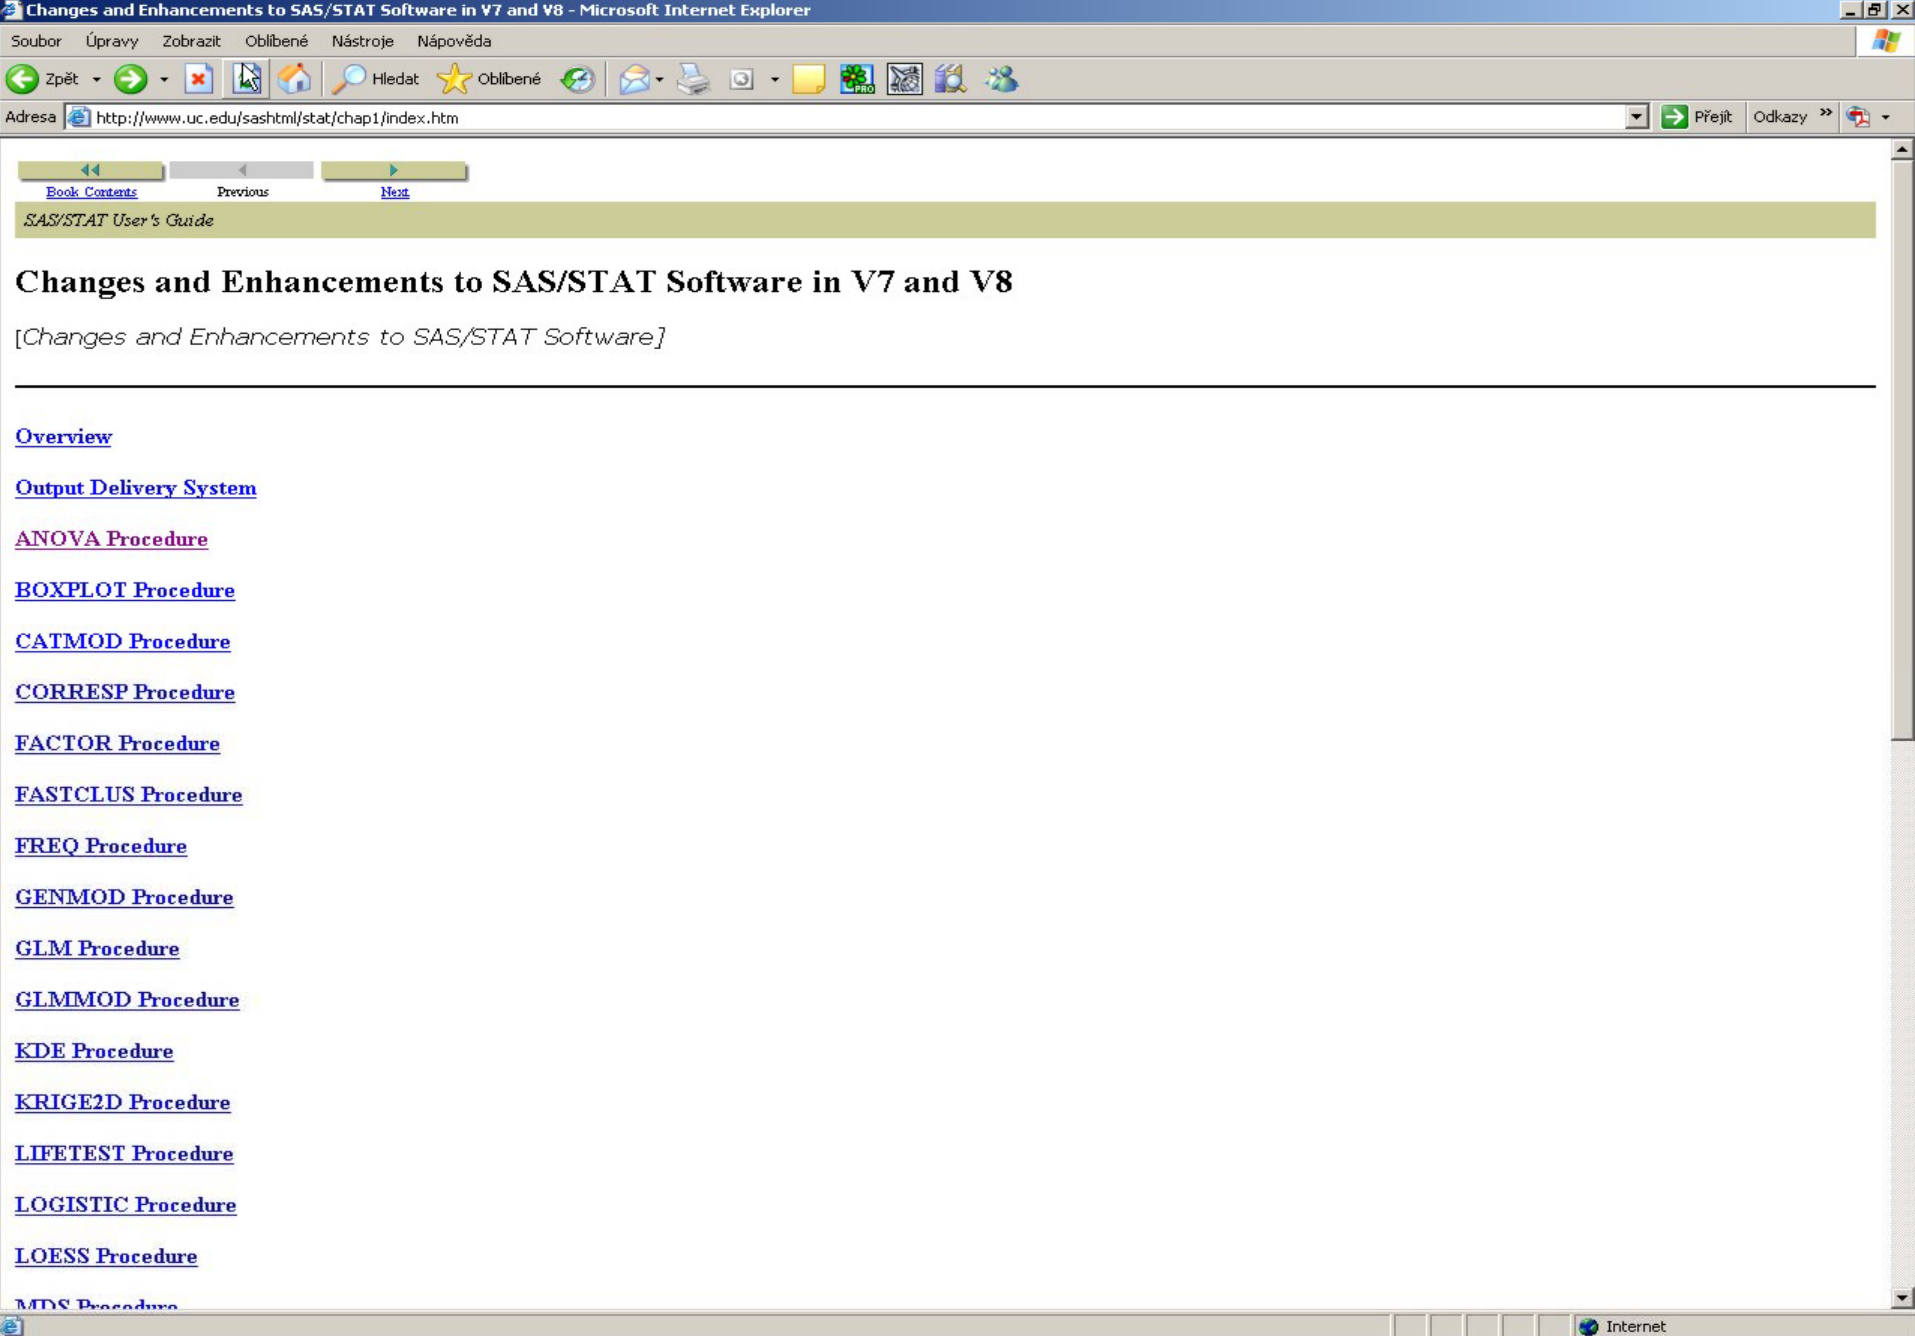 Changes and Enhancements to SAS/STAT Software in V7 and V8 - Microsoft Internet Explorer
Soubor Úpravy Zobrazit Oblíbené Nástroje Nápověda
Zpět Hledat Oblíbené PRO
Adresa http://www.uc.edu/sashtml/stat/chap1/index.htm Přejít Odkazy »
Book Contents Previous Next
SAS/STAT User's Guide
Changes and Enhancements to SAS/STAT Software in V7 and V8
[Changes and Enhancements to SAS/STAT Software]
Overview
Output Delivery System
ANOVA Procedure
BOXPLOT Procedure
CATMOD Procedure
CORRESP Procedure
FACTOR Procedure
FASTCLUS Procedure
FREQ Procedure
GENMOD Procedure
GLM Procedure
GLMMOD Procedure
KDE Procedure
KRIGE2D Procedure
LIFETEST Procedure
LOGISTIC Procedure
LOESS Procedure
MDS Procedure
Internet